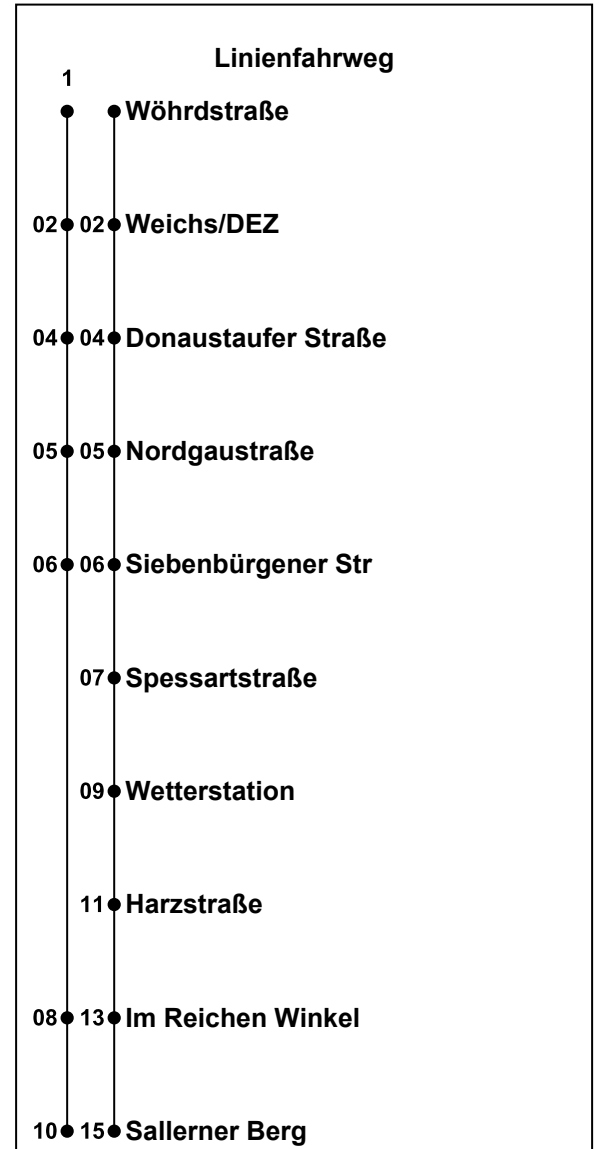 Linienfahrweg
1
Wöhrdstraße
02 02 Weichs/DEZ
04 04 Donaustaufer Straße
05 05 Nordgaustraße
06 06 Siebenbürgener Str
07 Spessartstraße
09 Wetterstation
11 Harzstraße
08 13 Im Reichen Winkel
10 15 Sallerner Berg